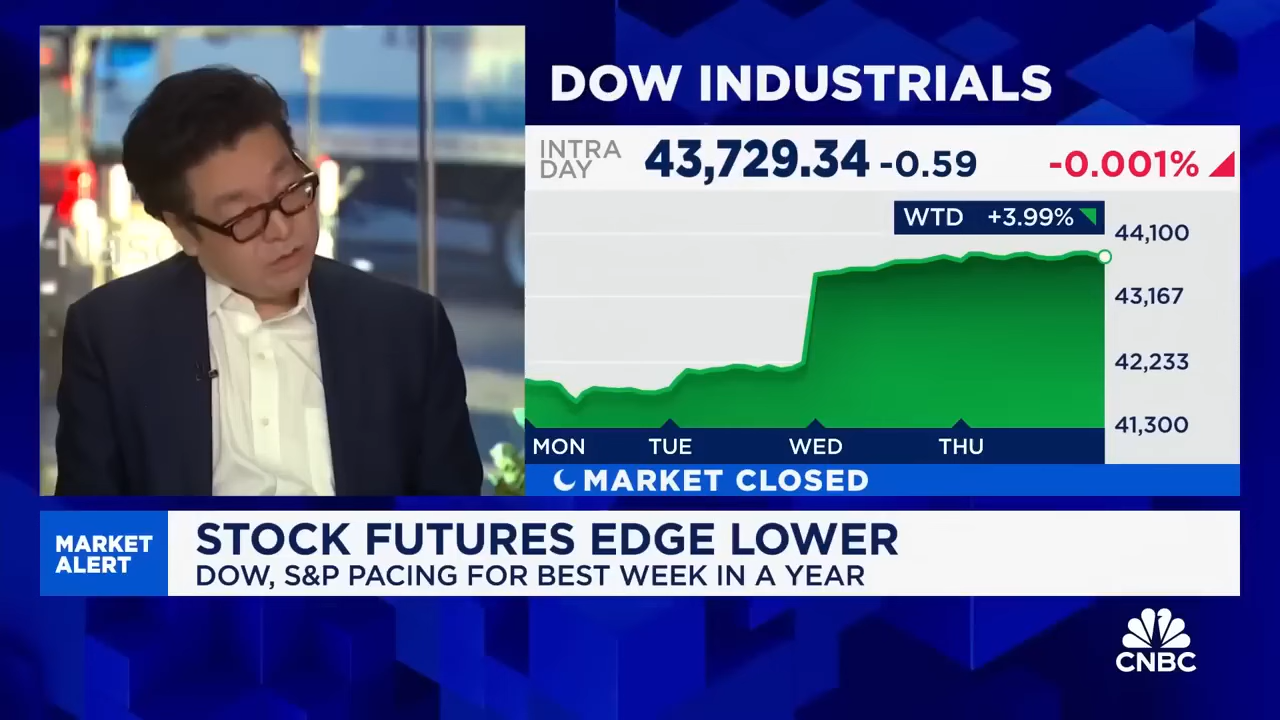 DOW INDUSTRIALS
INTRA
DAY
43,729.34 -0.59 -0.001%
WTD +3.99%
44,100
43,167
42,233
41,300
MON TUE WED THU
MARKET CLOSED
MARKET
ALERT
STOCK FUTURES EDGE LOWER
DOW, S&P PACING FOR BEST WEEK IN A YEAR
CNBC